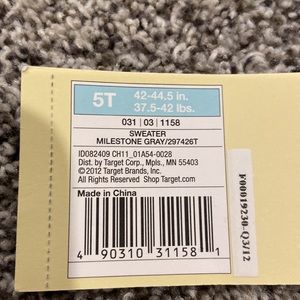 5T
42-44.5 in.
37.5-42 lbs.
031 | 03 | 1158
SWEATER
MILESTONE GRAY/297426T
ID082409 CH11_01A54-0028
Dist. by Target Corp., Mpls., MN 55403
©2012 Target Brands, Inc.
All Rights Reserved. Shop Target.com
Made in China
4 90310 31158 1
F00019230-Q3/12